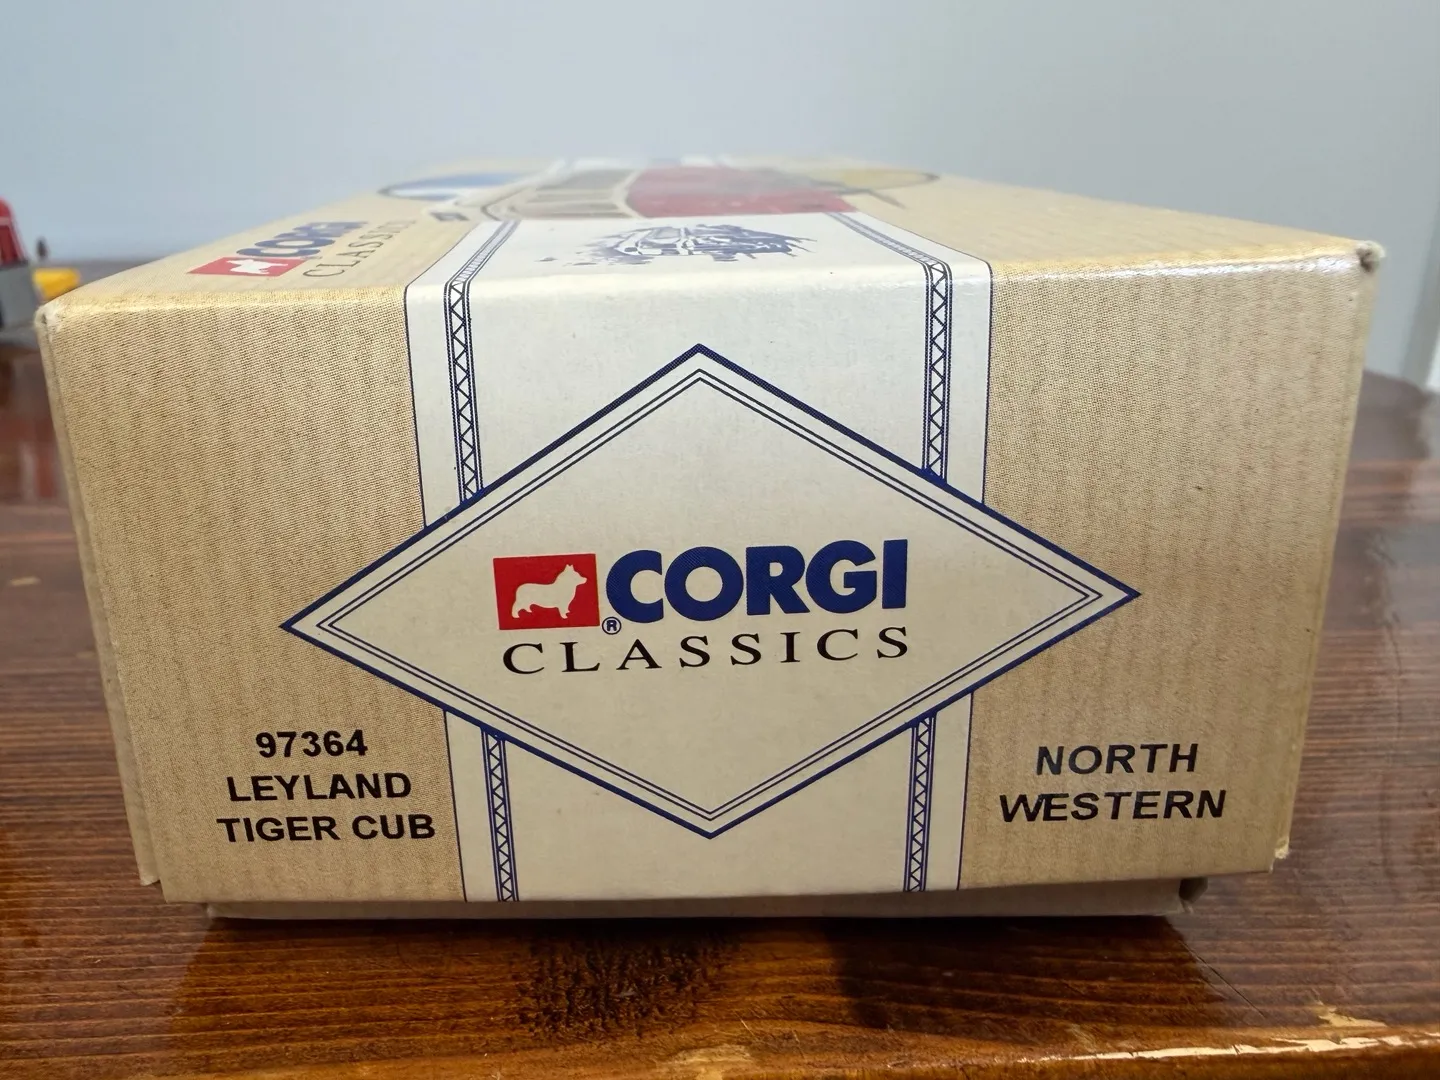 CORGI
CLASSICS
CORGI
®
CLASSICS
97364
LEYLAND
TIGER CUB
NORTH
WESTERN